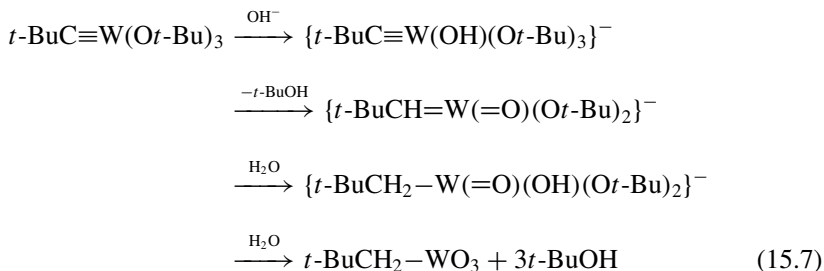 t-BuC≡W(Ot-Bu)₃ —OH⁻→ {t-BuC≡W(OH)(Ot-Bu)₃}⁻
—−t-BuOH→ {t-BuCH=W(=O)(Ot-Bu)₂}⁻
—H₂O→ {t-BuCH₂−W(=O)(OH)(Ot-Bu)₂}⁻
—H₂O→ t-BuCH₂−WO₃ + 3t-BuOH (15.7)